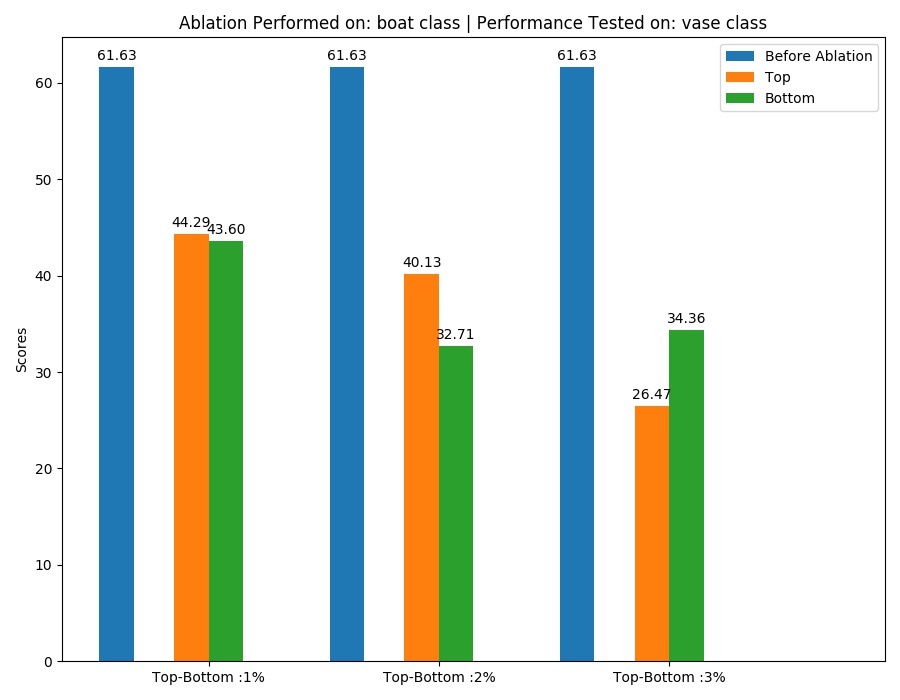 Ablation Performed on: boat class | Performance Tested on: vase class
Before Ablation
Top
Bottom
61.63
61.63
61.63
44.29
43.60
40.13
32.71
34.36
26.47
Scores
60
50
40
30
20
10
0
Top-Bottom :1%
Top-Bottom :2%
Top-Bottom :3%